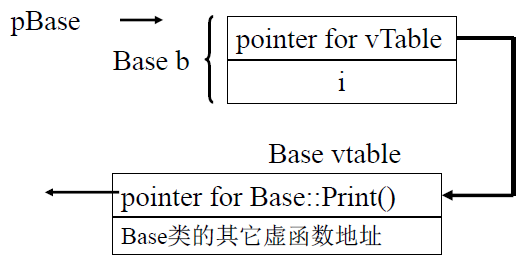 pBase
Base b
pointer for vTable
i
Base vtable
pointer for Base::Print()
Base类的其它虚函数地址